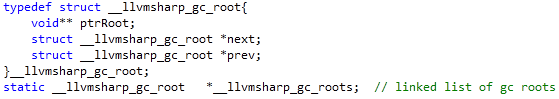 typedef struct __llvmsharp_gc_root{
    void** ptrRoot;
    struct __llvmsharp_gc_root *next;
    struct __llvmsharp_gc_root *prev;
}__llvmsharp_gc_root;
static __llvmsharp_gc_root   *__llvmsharp_gc_roots;  // linked list of gc roots